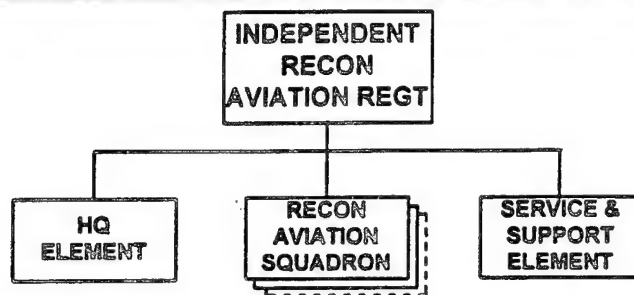 INDEPENDENT
RECON
AVIATION REGT
HQ
ELEMENT
RECON
AVIATION
SQUADRON
SERVICE &
SUPPORT
ELEMENT